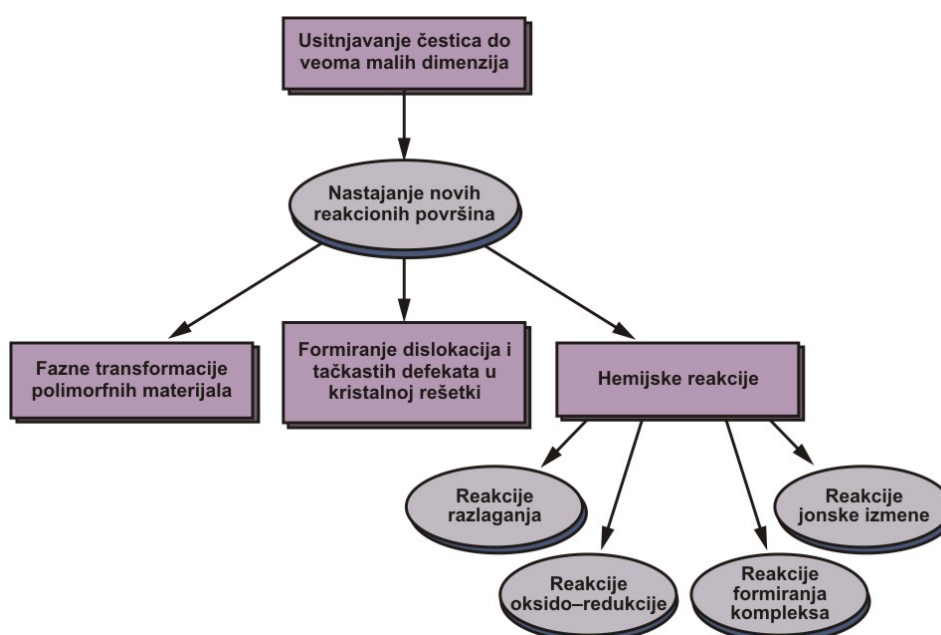 Usitnjavanje čestica do
veoma malih dimenzija
Nastajanje novih
reakcionih površina
Fazne transformacije
polimorfnih materijala
Formiranje dislokacija i
tačkastih defekata u
kristalnoj rešetki
Hemijske reakcije
Reakcije
razlaganja
Reakcije
oksido–redukcije
Reakcije
formiranja
kompleksa
Reakcije
jonske izmene